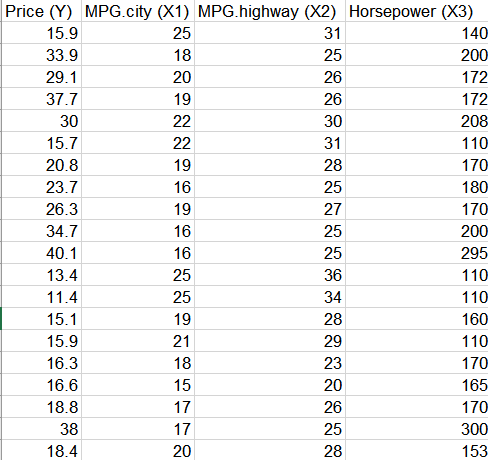 Price (Y) MPG.city (X1) MPG.highway (X2) Horsepower (X3)
15.9 25 31 140
33.9 18 25 200
29.1 20 26 172
37.7 19 26 172
30 22 30 208
15.7 22 31 110
20.8 19 28 170
23.7 16 25 180
26.3 19 27 170
34.7 16 25 200
40.1 16 25 295
13.4 25 36 110
11.4 25 34 110
15.1 19 28 160
15.9 21 29 110
16.3 18 23 170
16.6 15 20 165
18.8 17 26 170
38 17 25 300
18.4 20 28 153